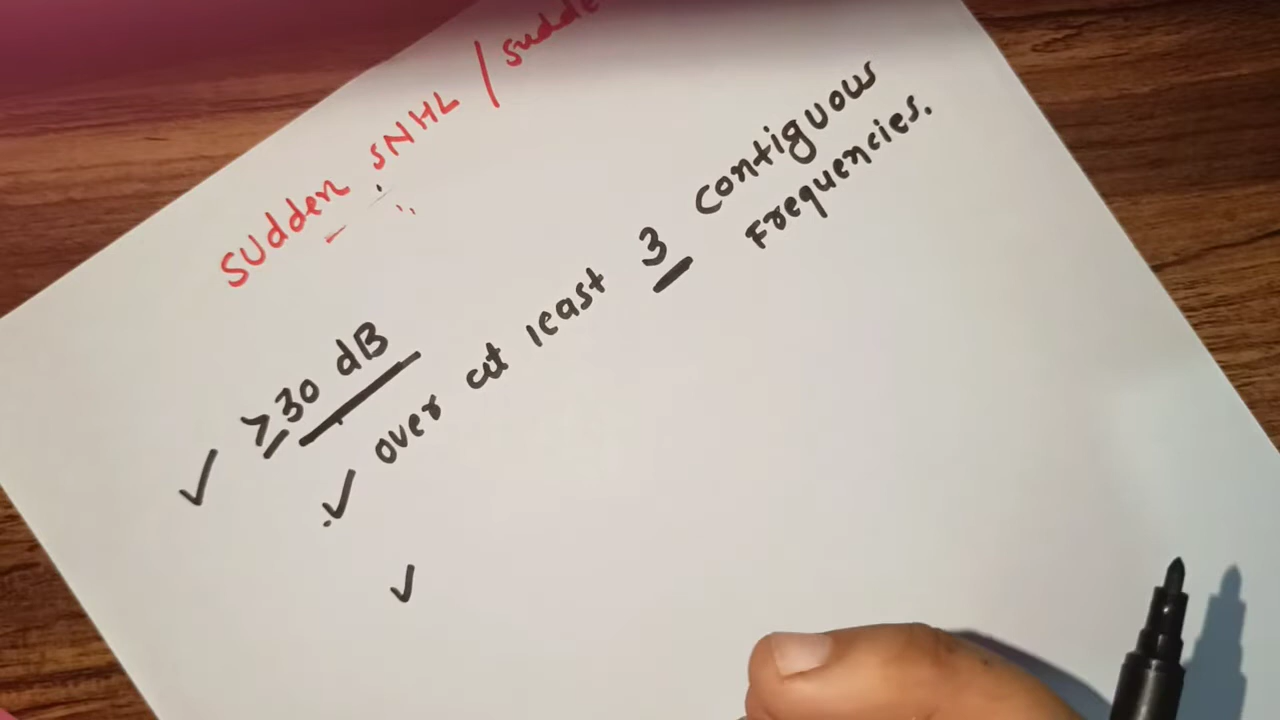 SUdden SNHL / Sudde
≥30 dB
over at least 3 contiguous
Frequencies.